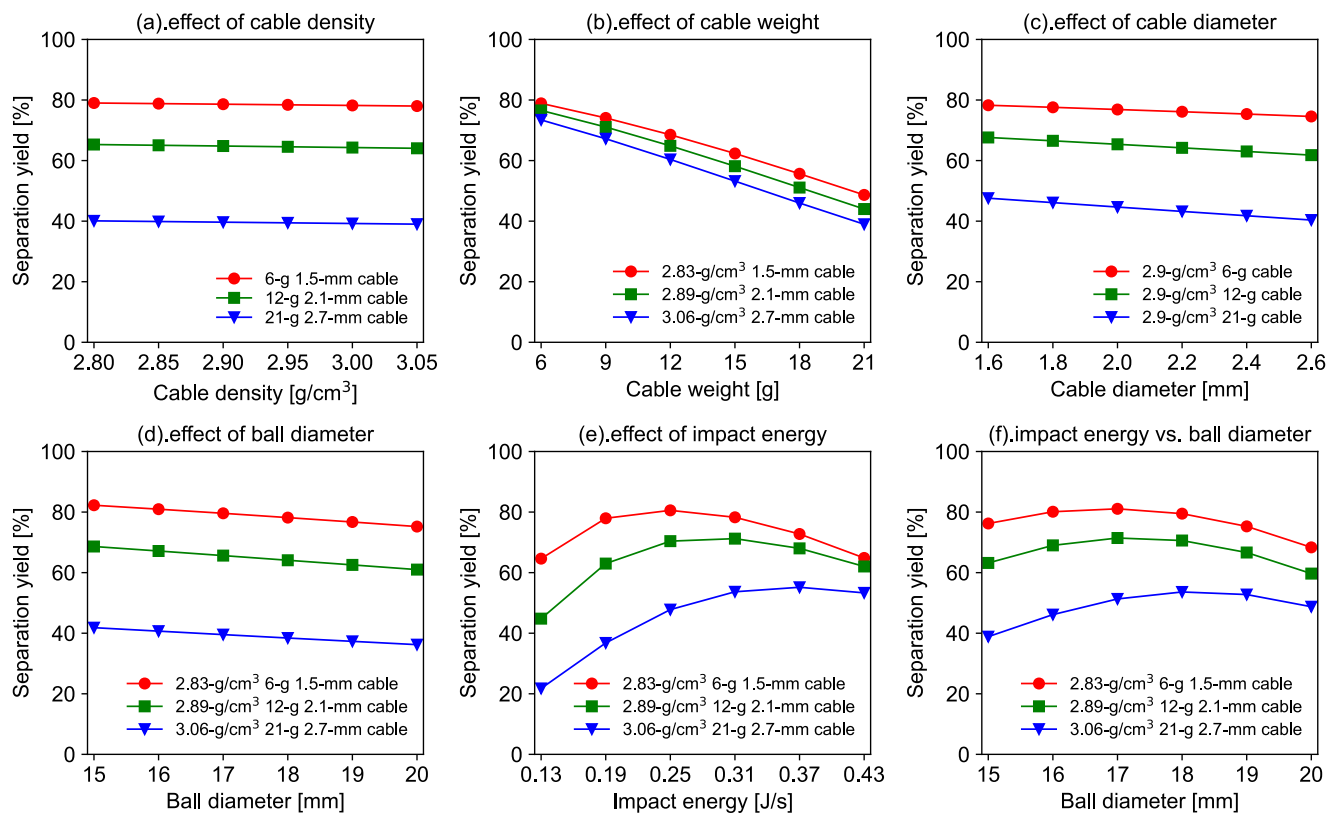 (a).effect of cable density
Separation yield [%]
100
80
60
40
20
0
6-g 1.5-mm cable
12-g 2.1-mm cable
21-g 2.7-mm cable
2.80 2.85 2.90 2.95 3.00 3.05
Cable density [g/cm³]
(b).effect of cable weight
Separation yield [%]
100
80
60
40
20
0
2.83-g/cm³ 1.5-mm cable
2.89-g/cm³ 2.1-mm cable
3.06-g/cm³ 2.7-mm cable
6 9 12 15 18 21
Cable weight [g]
(c).effect of cable diameter
Separation yield [%]
100
80
60
40
20
0
2.9-g/cm³ 6-g cable
2.9-g/cm³ 12-g cable
2.9-g/cm³ 21-g cable
1.6 1.8 2.0 2.2 2.4 2.6
Cable diameter [mm]
(d).effect of ball diameter
Separation yield [%]
100
80
60
40
20
0
2.83-g/cm³ 6-g 1.5-mm cable
2.89-g/cm³ 12-g 2.1-mm cable
3.06-g/cm³ 21-g 2.7-mm cable
15 16 17 18 19 20
Ball diameter [mm]
(e).effect of impact energy
Separation yield [%]
100
80
60
40
20
0
2.83-g/cm³ 6-g 1.5-mm cable
2.89-g/cm³ 12-g 2.1-mm cable
3.06-g/cm³ 21-g 2.7-mm cable
0.13 0.19 0.25 0.31 0.37 0.43
Impact energy [J/s]
(f).impact energy vs. ball diameter
Separation yield [%]
100
80
60
40
20
0
2.83-g/cm³ 6-g 1.5-mm cable
2.89-g/cm³ 12-g 2.1-mm cable
3.06-g/cm³ 21-g 2.7-mm cable
15 16 17 18 19 20
Ball diameter [mm]